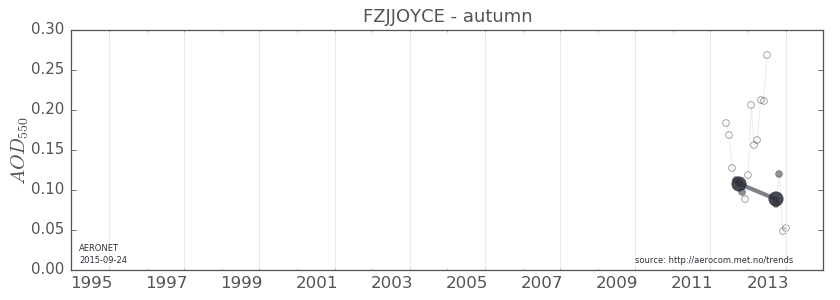 FZJJOYCE - autumn
0.30
0.25
0.20
0.15
0.10
0.05
0.00
AOD550
AERONET
2015-09-24
source: http://aerocom.met.no/trends
1995 1997 1999 2001 2003 2005 2007 2009 2011 2013